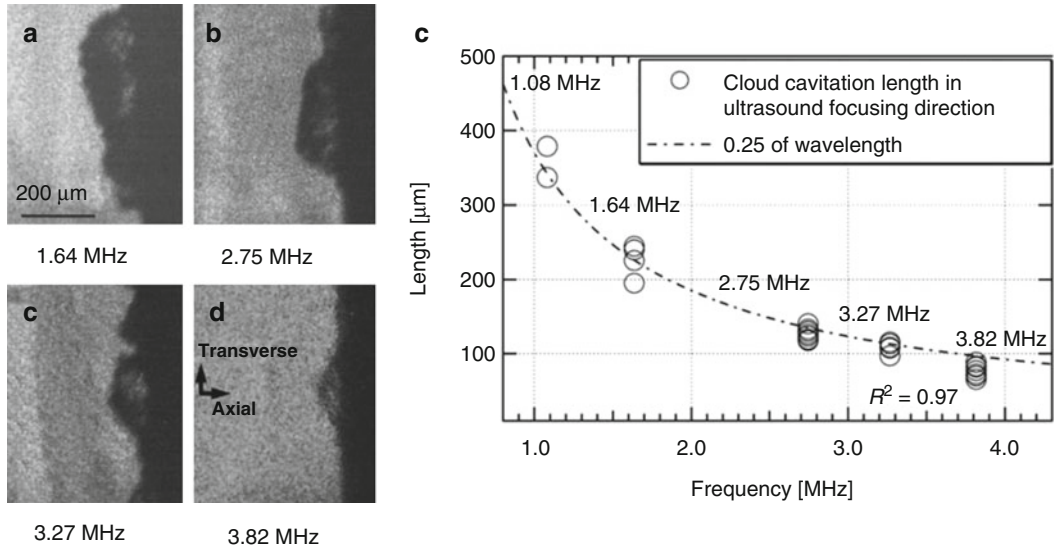 a
b
200 µm
1.64 MHz
2.75 MHz
c
d
Transverse
Axial
3.27 MHz
3.82 MHz
c
500
400
300
200
100
Length [µm]
1.08 MHz
1.64 MHz
2.75 MHz
3.27 MHz
3.82 MHz
R² = 0.97
Cloud cavitation length in
ultrasound focusing direction
0.25 of wavelength
1.0
2.0
3.0
4.0
Frequency [MHz]